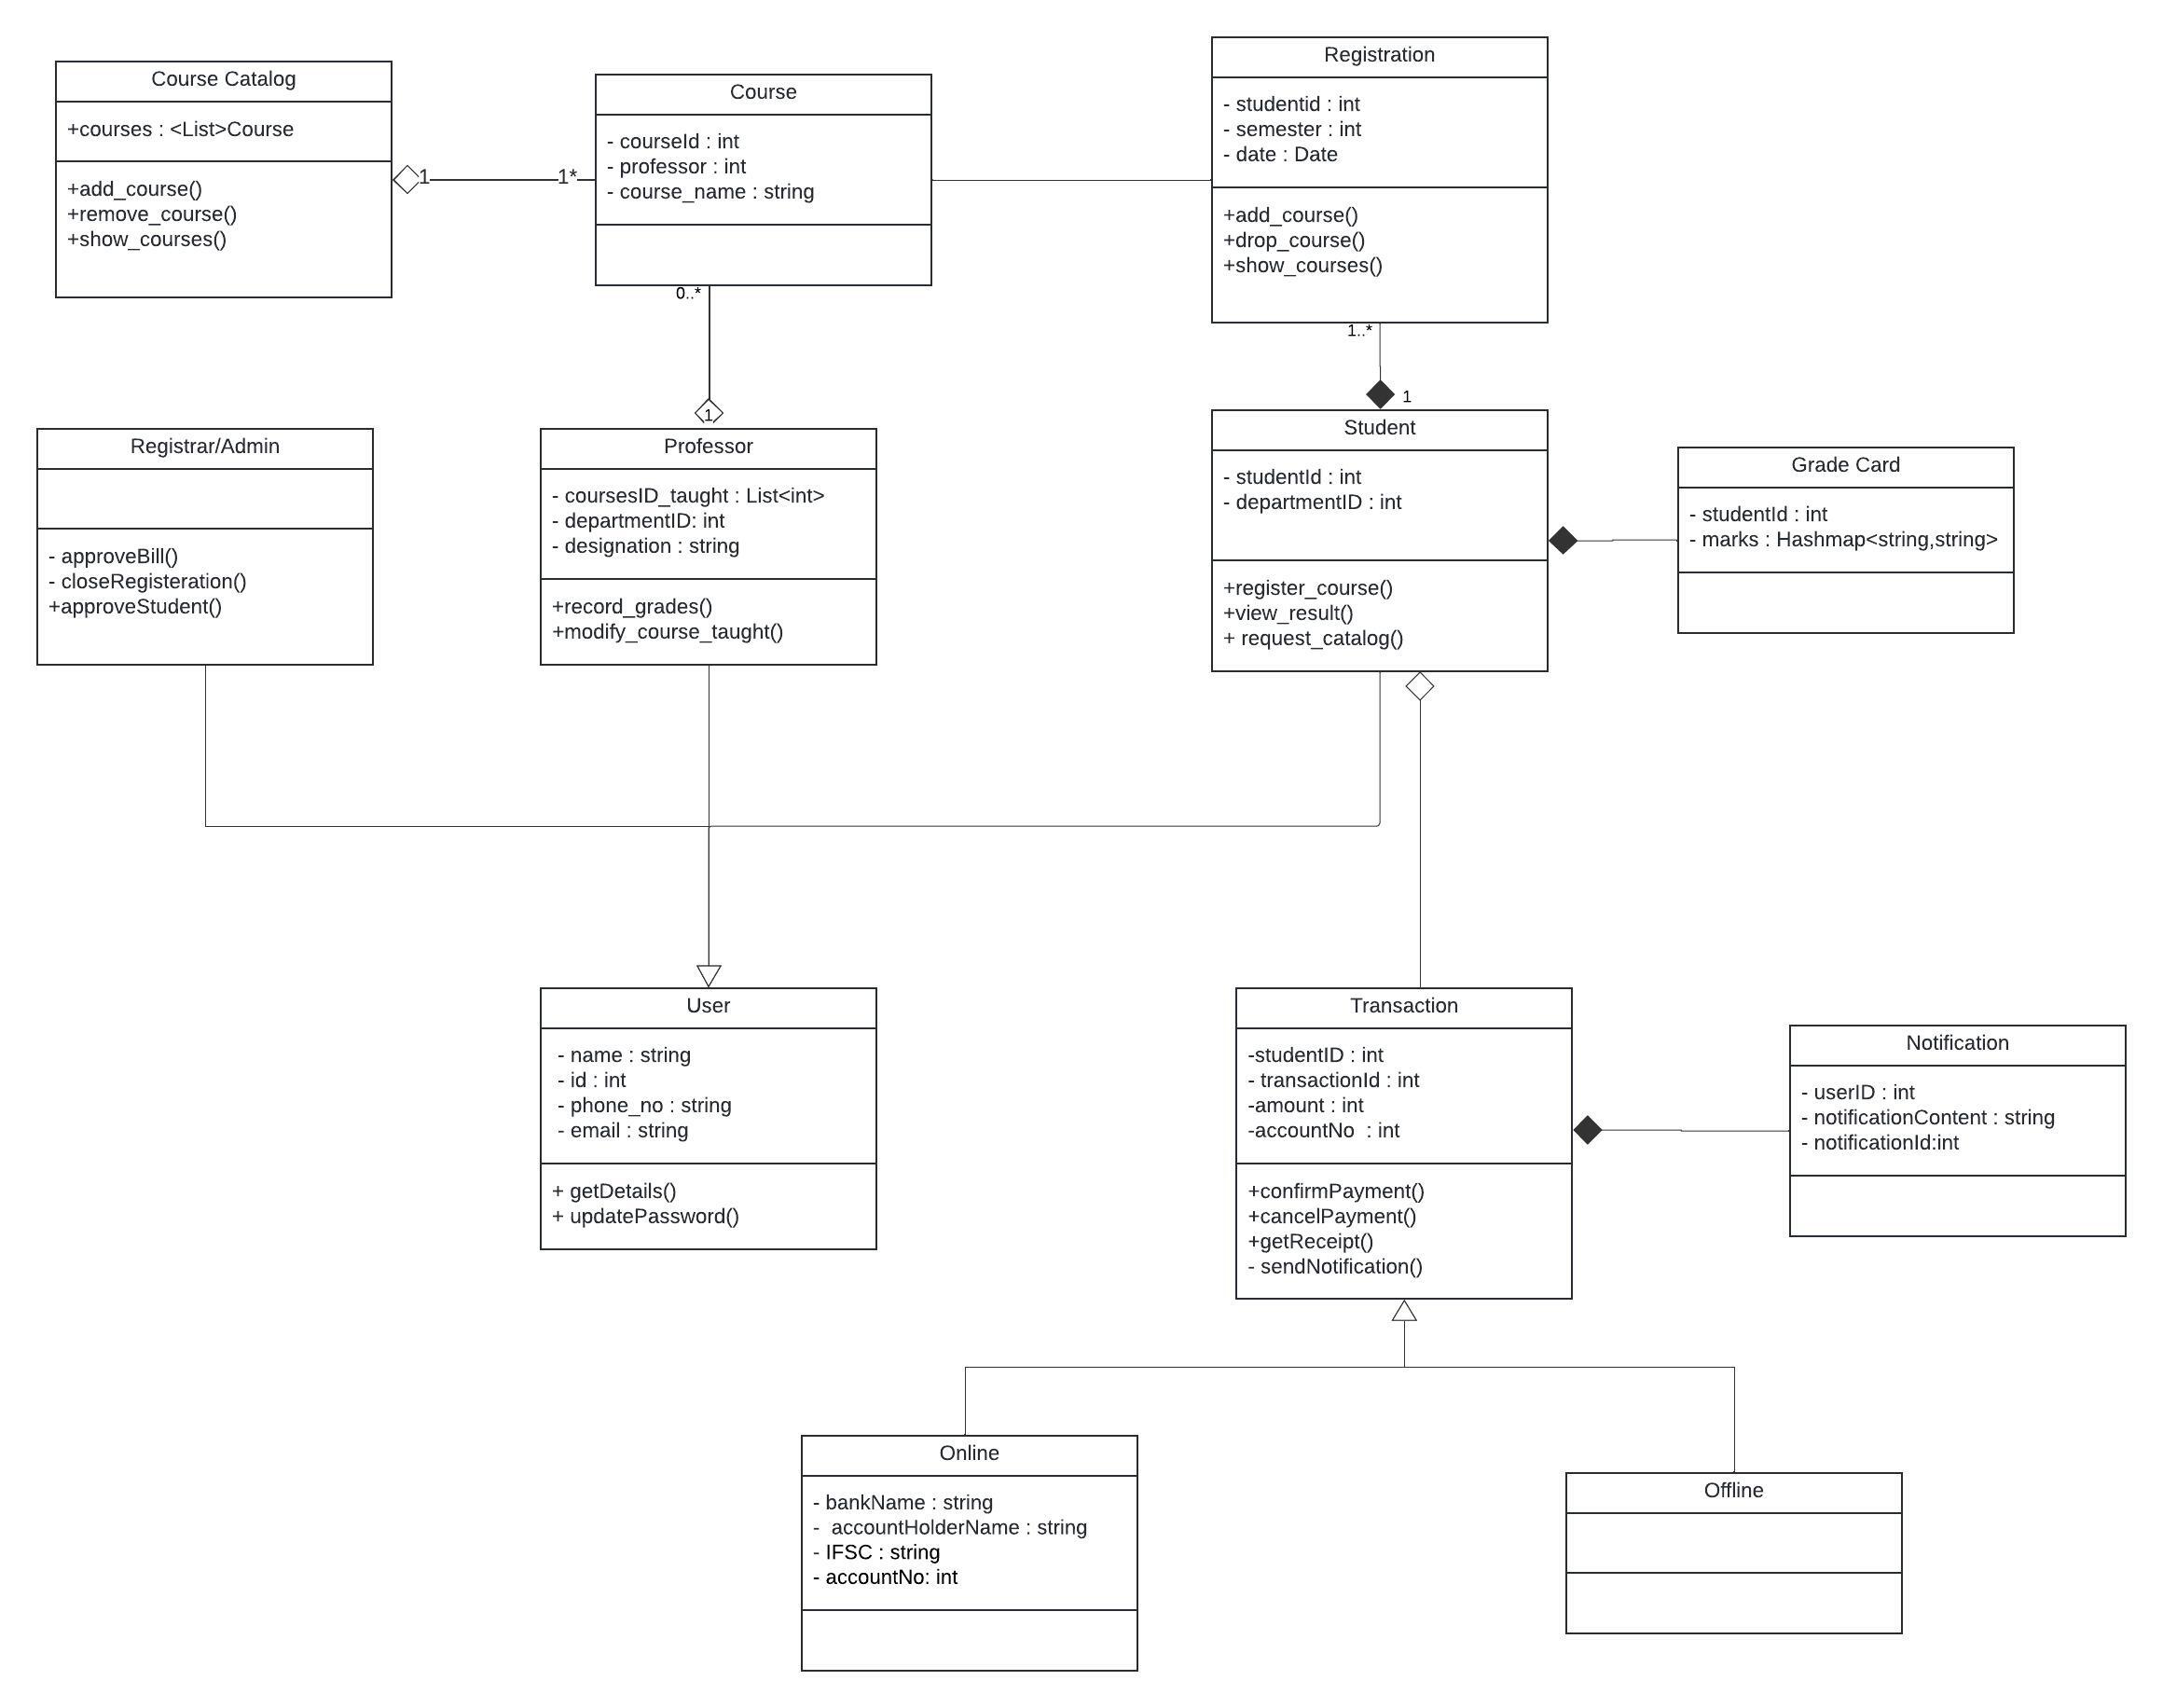 Course Catalog
+courses : <List>Course
+add_course()
+remove_course()
+show_courses()
1
1*
Course
- courseId : int
- professor : int
- course_name : string
0..*
Registration
- studentid : int
- semester : int
- date : Date
+add_course()
+drop_course()
+show_courses()
1..*
1
Registrar/Admin
- approveBill()
- closeRegisteration()
+approveStudent()
1
Professor
- coursesID_taught : List<int>
- departmentID: int
- designation : string
+record_grades()
+modify_course_taught()
Student
- studentId : int
- departmentID : int
+register_course()
+view_result()
+ request_catalog()
Grade Card
- studentId : int
- marks : Hashmap<string,string>
User
- name : string
- id : int
- phone_no : string
- email : string
+ getDetails()
+ updatePassword()
Transaction
-studentID : int
- transactionId : int
-amount : int
-accountNo : int
+confirmPayment()
+cancelPayment()
+getReceipt()
- sendNotification()
Notification
- userID : int
- notificationContent : string
- notificationId:int
Online
- bankName : string
- accountHolderName : string
- IFSC : string
- accountNo: int
Offline